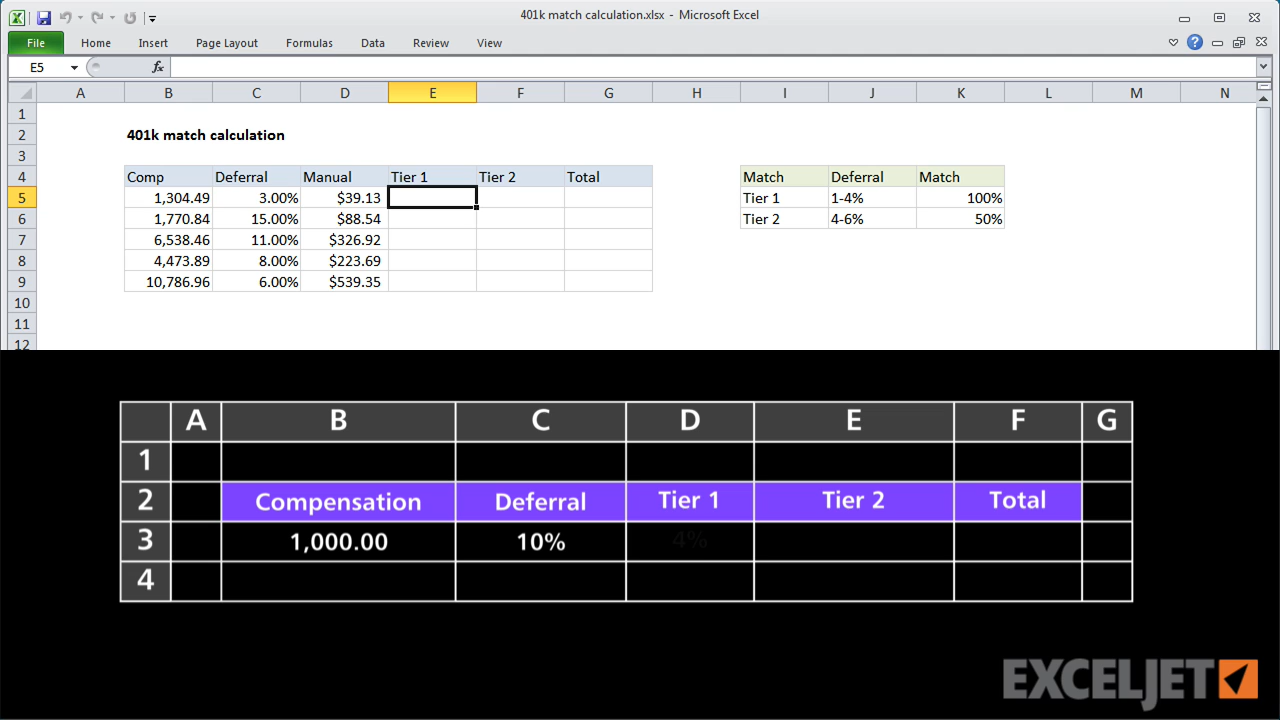 401k match calculation.xlsx - Microsoft Excel
File Home Insert Page Layout Formulas Data Review View
E5 fx
A B C D E F G H I J K L M N
1
2 401k match calculation
3
4 Comp Deferral Manual Tier 1 Tier 2 Total Match Deferral Match
5 1,304.49 3.00% $39.13 Tier 1 1-4% 100%
6 1,770.84 15.00% $88.54 Tier 2 4-6% 50%
7 6,538.46 11.00% $326.92
8 4,473.89 8.00% $223.69
9 10,786.96 6.00% $539.35
10
11
12
A B C D E F G
1
2 Compensation Deferral Tier 1 Tier 2 Total
3 1,000.00 10% 4%
4
EXCELJET